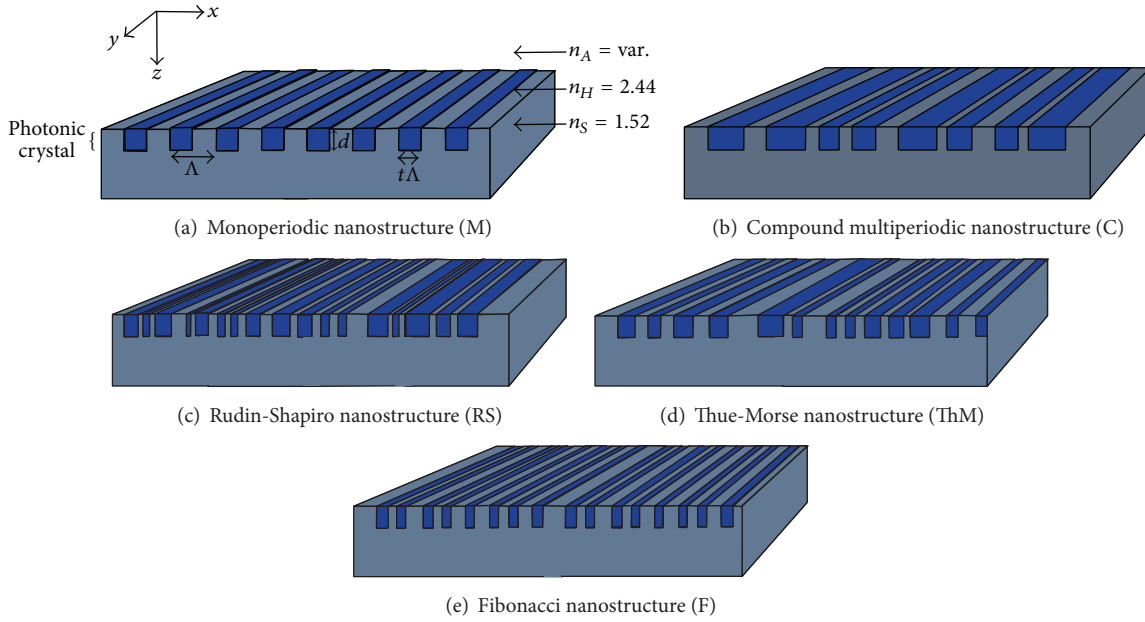 x
y
z
n_A = var.
n_H = 2.44
n_S = 1.52
Photonic
crystal
d
Λ
tΛ
(a) Monoperiodic nanostructure (M)
(b) Compound multiperiodic nanostructure (C)
(c) Rudin-Shapiro nanostructure (RS)
(d) Thue-Morse nanostructure (ThM)
(e) Fibonacci nanostructure (F)